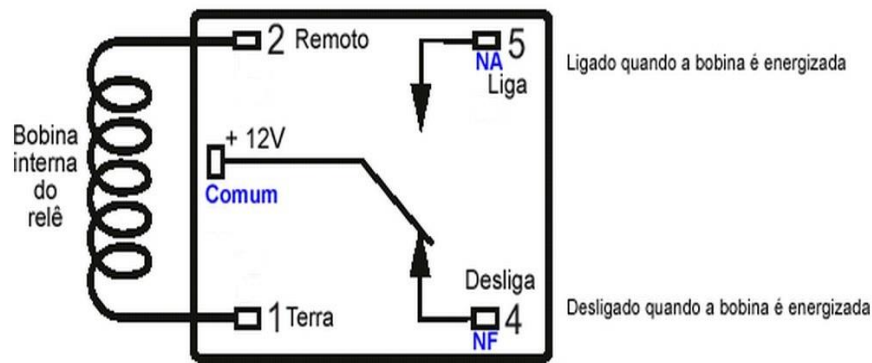 2 Remoto
5
NA
Liga
Ligado quando a bobina é energizada
Bobina
interna
do
relê
+ 12V
Comum
Desliga
1 Terra
4
NF
Desligado quando a bobina é energizada